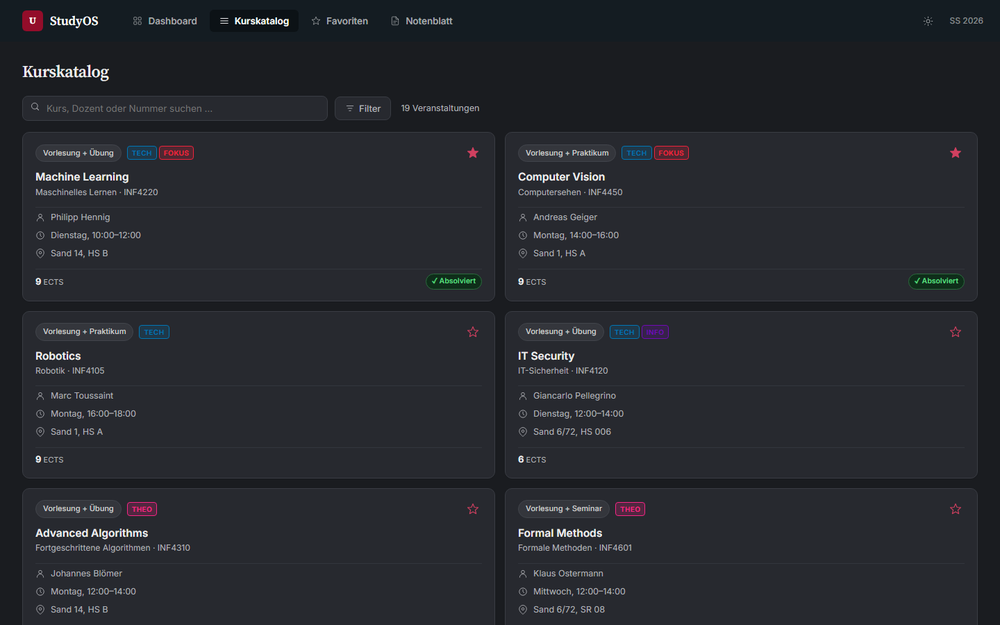 U StudyOS Dashboard Kurskatalog Favoriten Notenblatt SS 2026
Kurskatalog
Kurs, Dozent oder Nummer suchen ... Filter 19 Veranstaltungen
Vorlesung + Übung TECH FOKUS
Machine Learning
Maschinelles Lernen · INF4220
Philipp Hennig
Dienstag, 10:00–12:00
Sand 14, HS B
9 ECTS ✓ Absolviert
Vorlesung + Praktikum TECH FOKUS
Computer Vision
Computersehen · INF4450
Andreas Geiger
Montag, 14:00–16:00
Sand 1, HS A
9 ECTS ✓ Absolviert
Vorlesung + Praktikum TECH
Robotics
Robotik · INF4105
Marc Toussaint
Montag, 16:00–18:00
Sand 1, HS A
9 ECTS
Vorlesung + Übung TECH INFO
IT Security
IT-Sicherheit · INF4120
Giancarlo Pellegrino
Dienstag, 12:00–14:00
Sand 6/72, HS 006
6 ECTS
Vorlesung + Übung THEO
Advanced Algorithms
Fortgeschrittene Algorithmen · INF4310
Johannes Blömer
Montag, 12:00–14:00
Sand 14, HS B
Vorlesung + Seminar THEO
Formal Methods
Formale Methoden · INF4601
Klaus Ostermann
Mittwoch, 12:00–14:00
Sand 6/72, SR 08